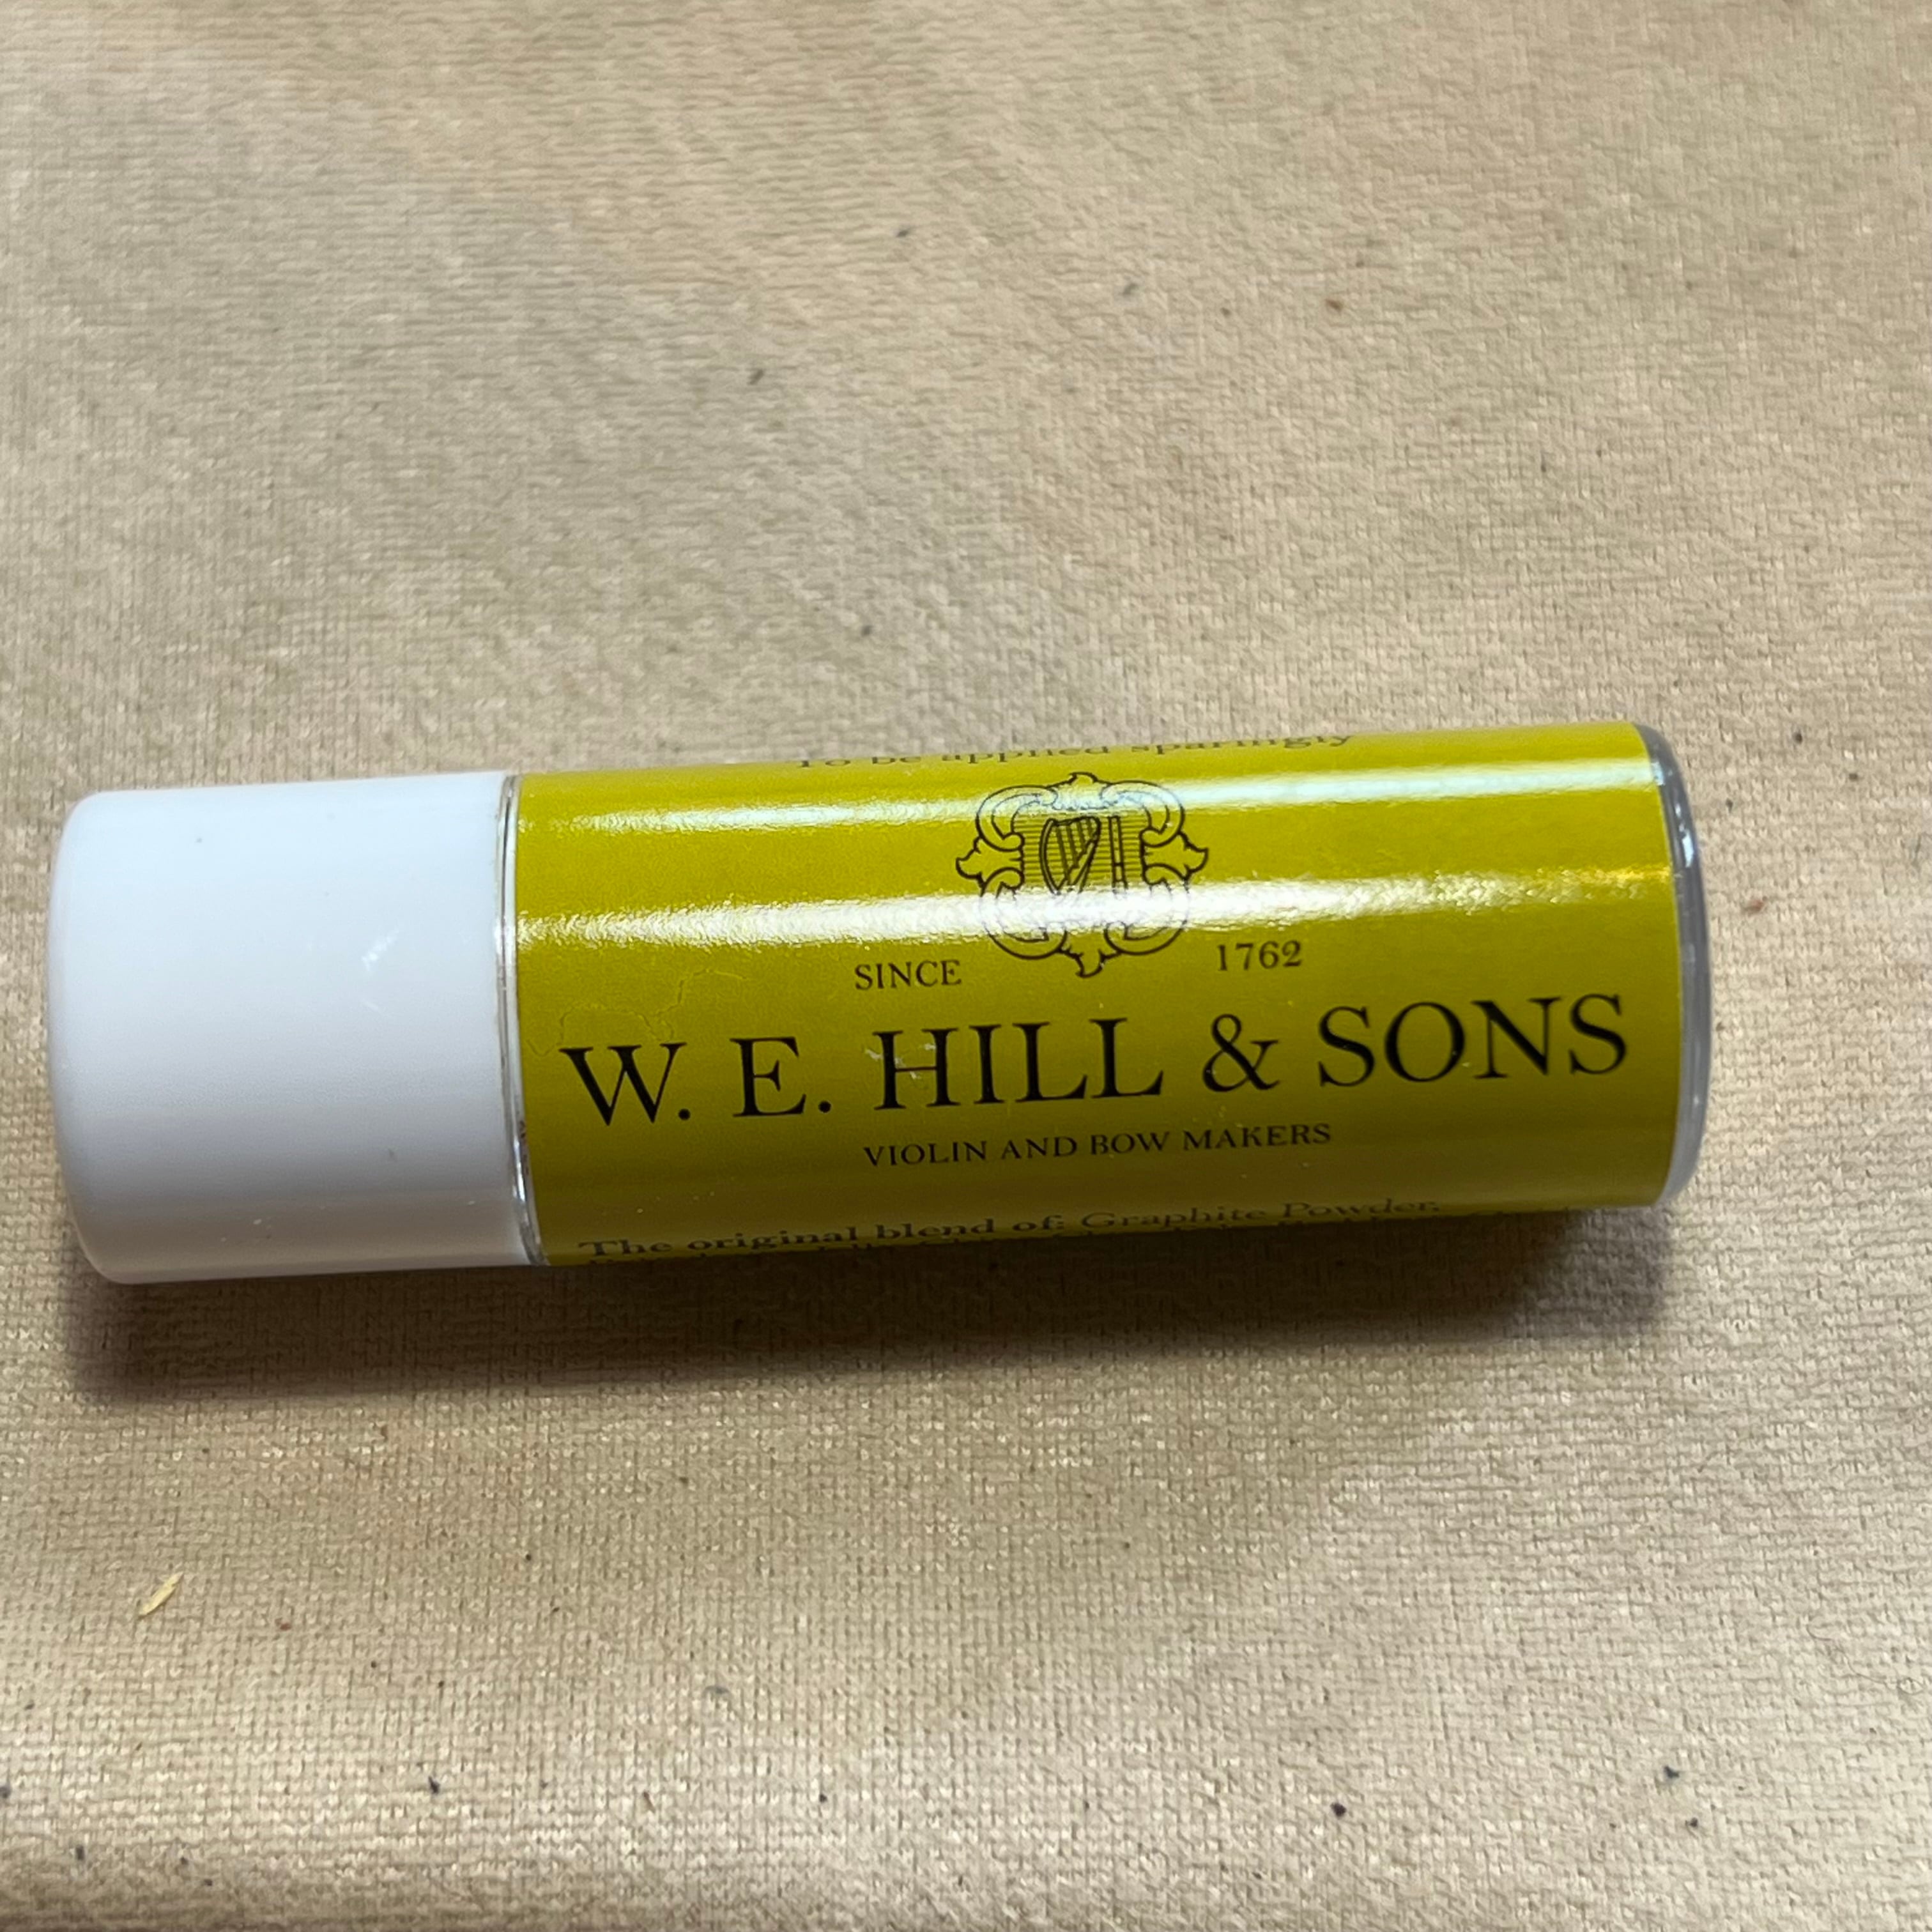 To be applied sparingly
SINCE 1762
W. E. HILL & SONS
VIOLIN AND BOW MAKERS
The original blend of: Graphite Powder,